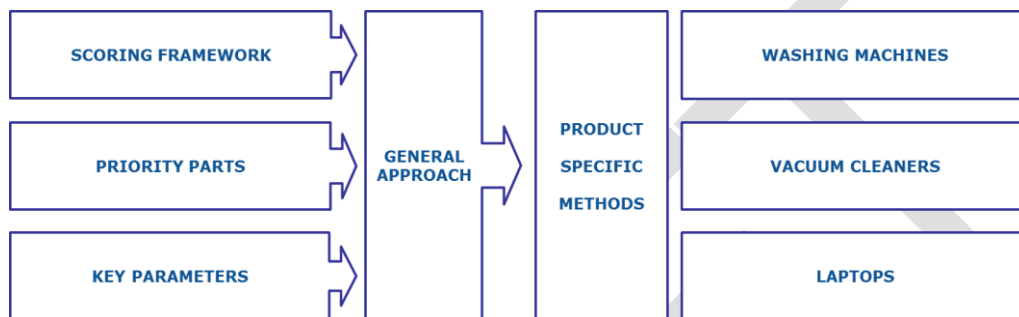 SCORING FRAMEWORK
PRIORITY PARTS
KEY PARAMETERS
GENERAL
APPROACH
PRODUCT
SPECIFIC
METHODS
WASHING MACHINES
VACUUM CLEANERS
LAPTOPS